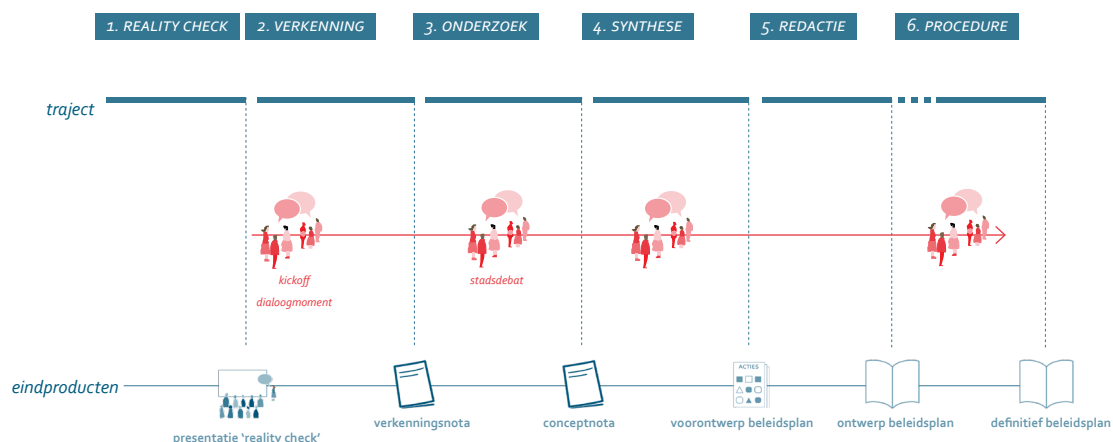 1. REALITY CHECK
2. VERKENNING
3. ONDERZOEK
4. SYNTHESE
5. REDACTIE
6. PROCEDURE
traject
kickoff
dialoogmoment
stadsdebat
eindproducten
ACTIES
presentatie ‘reality check’
verkenningsnota
conceptnota
voorontwerp beleidsplan
ontwerp beleidsplan
definitief beleidsplan